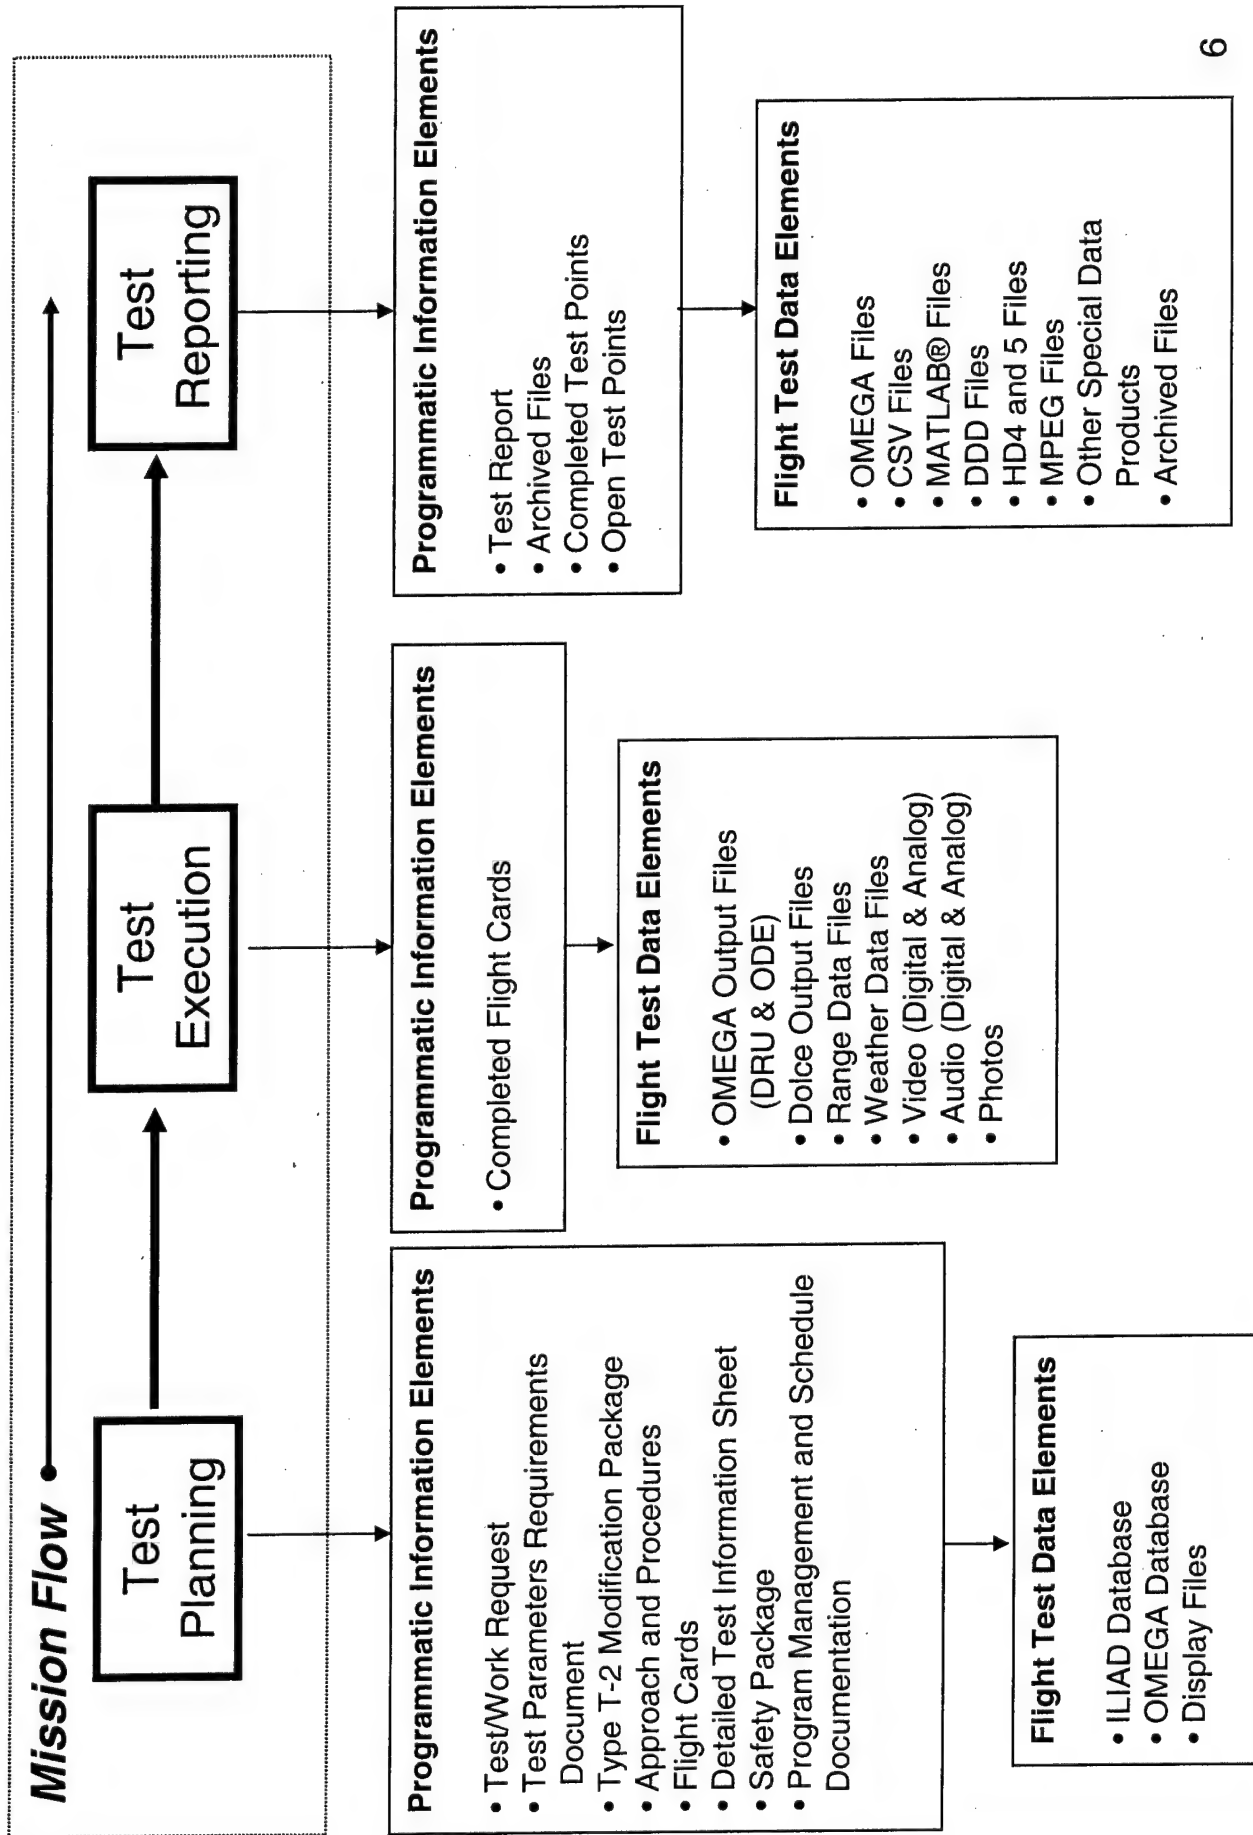 Mission Flow
Test
Planning
Test
Execution
Test
Reporting
Programmatic Information Elements
• Test/Work Request
• Test Parameters Requirements
Document
• Type T-2 Modification Package
• Approach and Procedures
• Flight Cards
• Detailed Test Information Sheet
• Safety Package
• Program Management and Schedule
Documentation
Flight Test Data Elements
• ILIAD Database
• OMEGA Database
• Display Files
Programmatic Information Elements
• Completed Flight Cards
Flight Test Data Elements
• OMEGA Output Files
(DRU & ODE)
• Dolce Output Files
• Range Data Files
• Weather Data Files
• Video (Digital & Analog)
• Audio (Digital & Analog)
• Photos
Programmatic Information Elements
• Test Report
• Archived Files
• Completed Test Points
• Open Test Points
Flight Test Data Elements
• OMEGA Files
• CSV Files
• MATLAB® Files
• DDD Files
• HD4 and 5 Files
• MPEG Files
• Other Special Data
Products
• Archived Files
6